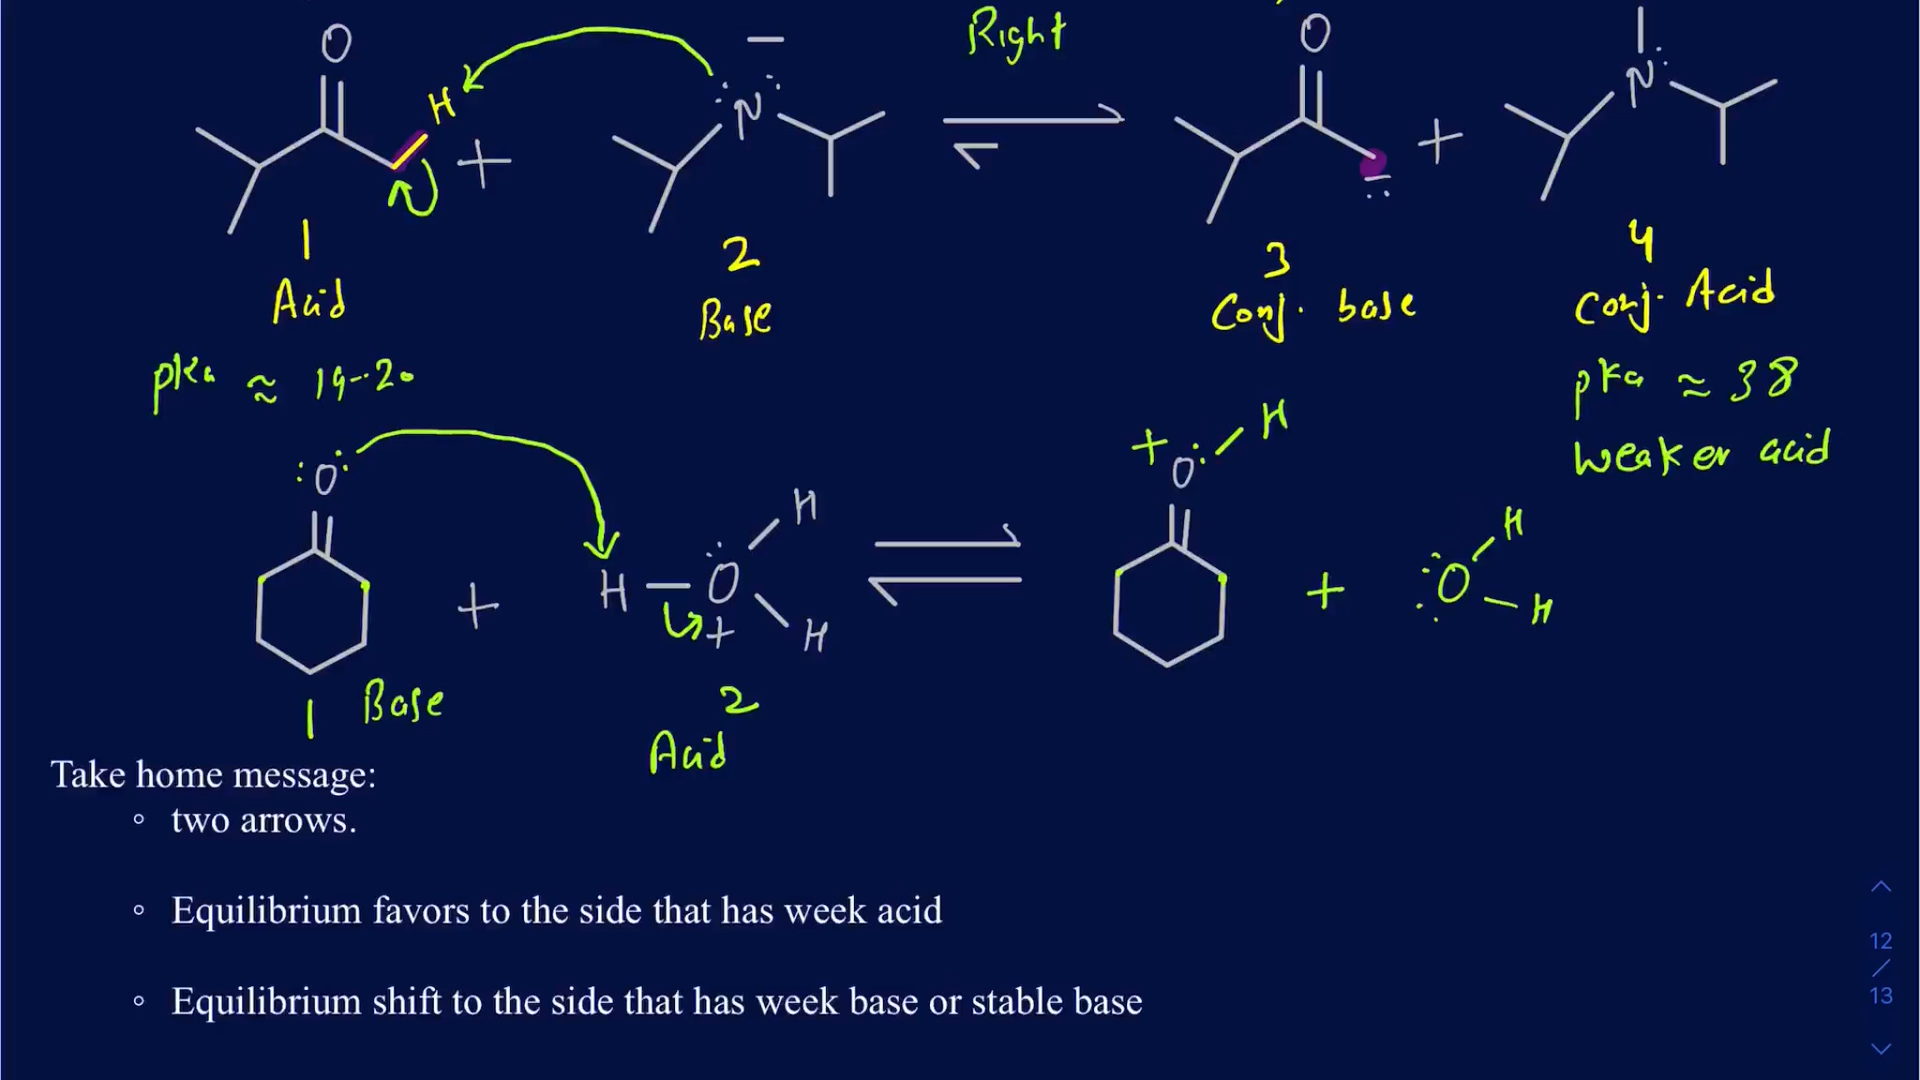 Right
O
H
N
−
+
O
+
N
1
2
3
4
Acid
Base
Conj. base
Conj. Acid
pka ≈ 19-20
pka ≈ 38
weaker acid
:O:
+
H − O
H
H
+
+
O:
H
+
:O
H
H
1 Base
2
Acid
Take home message:
◦ two arrows.
◦ Equilibrium favors to the side that has week acid
◦ Equilibrium shift to the side that has week base or stable base
12
/
13